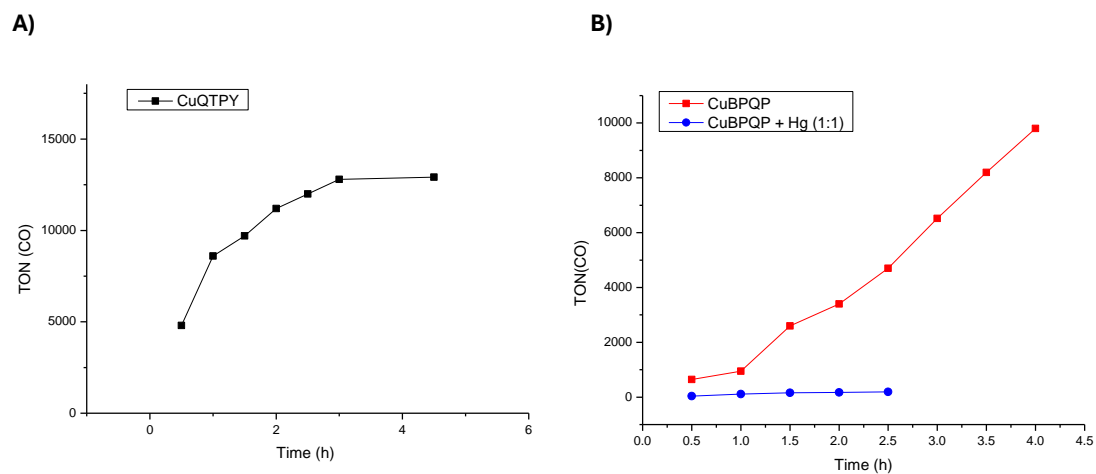 A)
CuQTPY
15000
10000
5000
0
TON (CO)
0
2
4
6
Time (h)
B)
CuBPQP
CuBPQP + Hg (1:1)
10000
8000
6000
4000
2000
0
TON(CO)
0.0
0.5
1.0
1.5
2.0
2.5
3.0
3.5
4.0
4.5
Time (h)